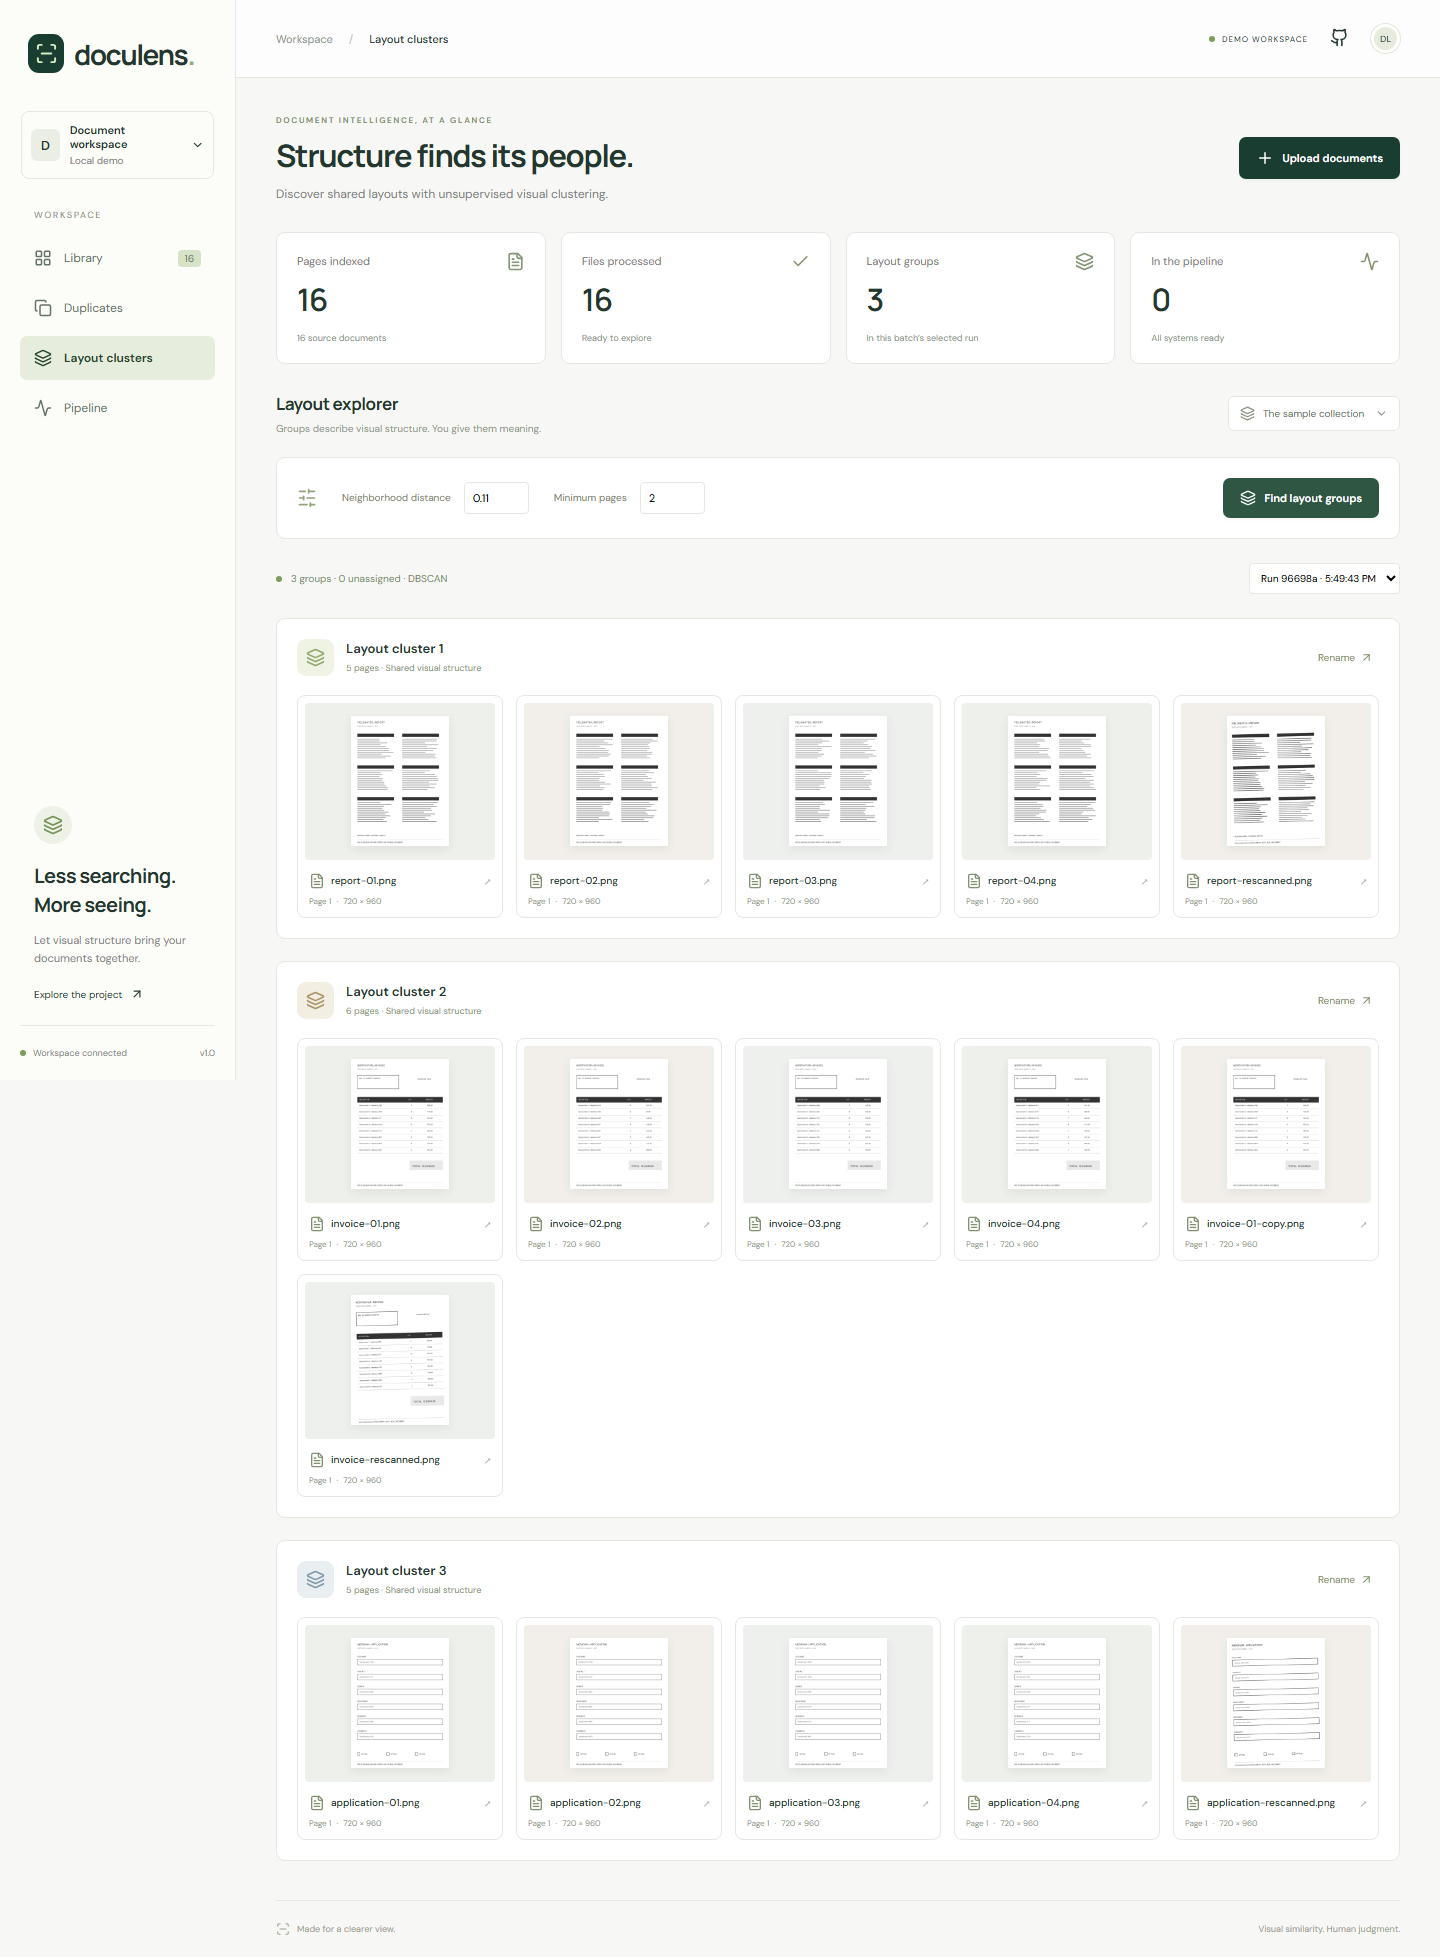 doculens.
D
Document workspace
Local demo
WORKSPACE
Library
16
Duplicates
Layout clusters
Pipeline
Less searching.
More seeing.
Let visual structure bring your
documents together.
Explore the project
Workspace connected
v1.0
Workspace / Layout clusters
DEMO WORKSPACE
DL
DOCUMENT INTELLIGENCE, AT A GLANCE
Structure finds its people.
Discover shared layouts with unsupervised visual clustering.
Upload documents
Pages indexed
16
16 source documents
Files processed
16
Ready to explore
Layout groups
3
In this batch's selected run
In the pipeline
0
All systems ready
Layout explorer
Groups describe visual structure. You give them meaning.
The sample collection
Neighborhood distance
0.11
Minimum pages
2
Find layout groups
3 groups · 0 unassigned · DBSCAN
Run 96698a · 5:49:43 PM
Layout cluster 1
5 pages · Shared visual structure
Rename
report-01.png
Page 1 · 720 × 960
report-02.png
Page 1 · 720 × 960
report-03.png
Page 1 · 720 × 960
report-04.png
Page 1 · 720 × 960
report-rescanned.png
Page 1 · 720 × 960
Layout cluster 2
6 pages · Shared visual structure
Rename
invoice-01.png
Page 1 · 720 × 960
invoice-02.png
Page 1 · 720 × 960
invoice-03.png
Page 1 · 720 × 960
invoice-04.png
Page 1 · 720 × 960
invoice-01-copy.png
Page 1 · 720 × 960
invoice-rescanned.png
Page 1 · 720 × 960
Layout cluster 3
5 pages · Shared visual structure
Rename
application-01.png
Page 1 · 720 × 960
application-02.png
Page 1 · 720 × 960
application-03.png
Page 1 · 720 × 960
application-04.png
Page 1 · 720 × 960
application-rescanned.png
Page 1 · 720 × 960
Made for a clearer view.
Visual similarity. Human judgment.